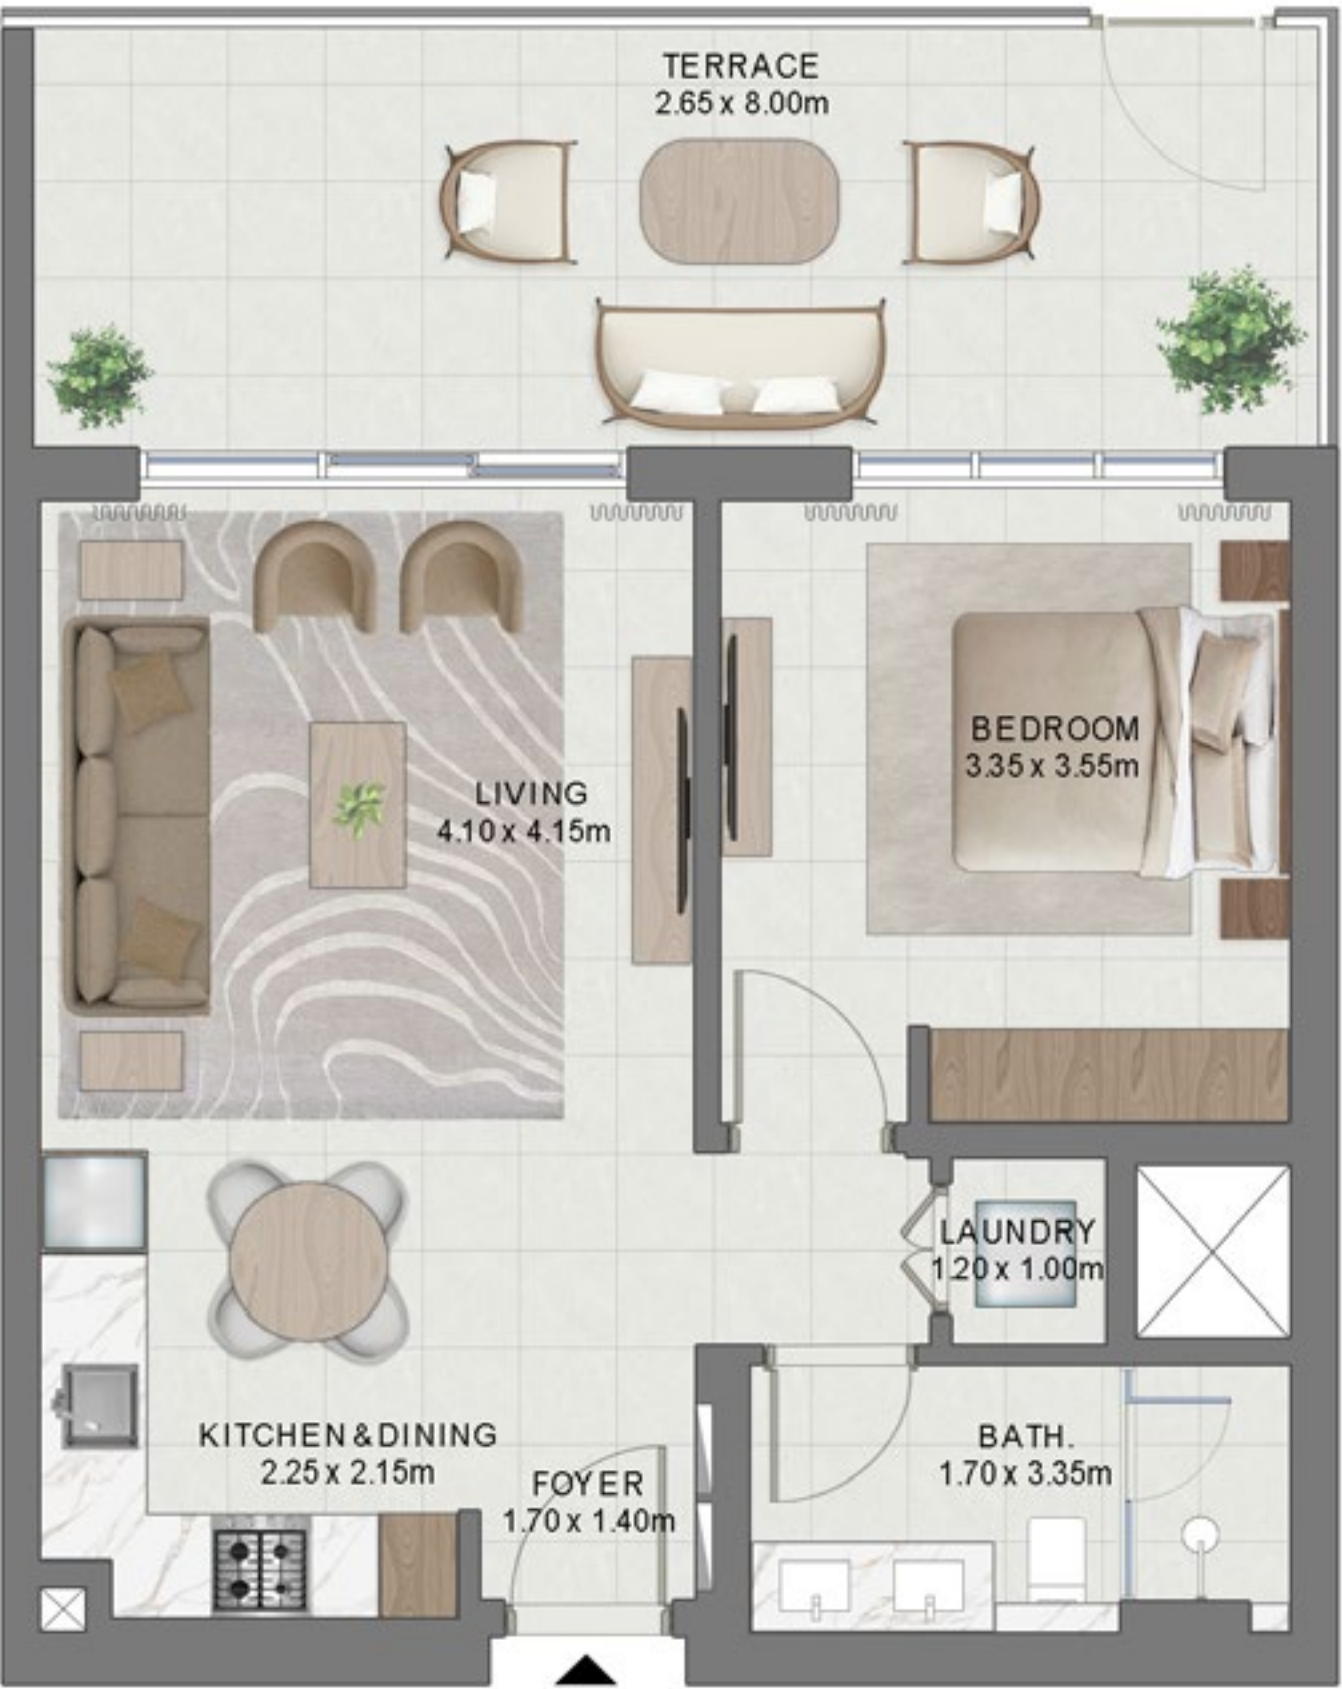 TERRACE
2.65 x 8.00m
BEDROOM
3.35 x 3.55m
LIVING
4.10 x 4.15m
LAUNDRY
1.20 x 1.00m
KITCHEN & DINING
2.25 x 2.15m
FOYER
1.70 x 1.40m
BATH.
1.70 x 3.35m